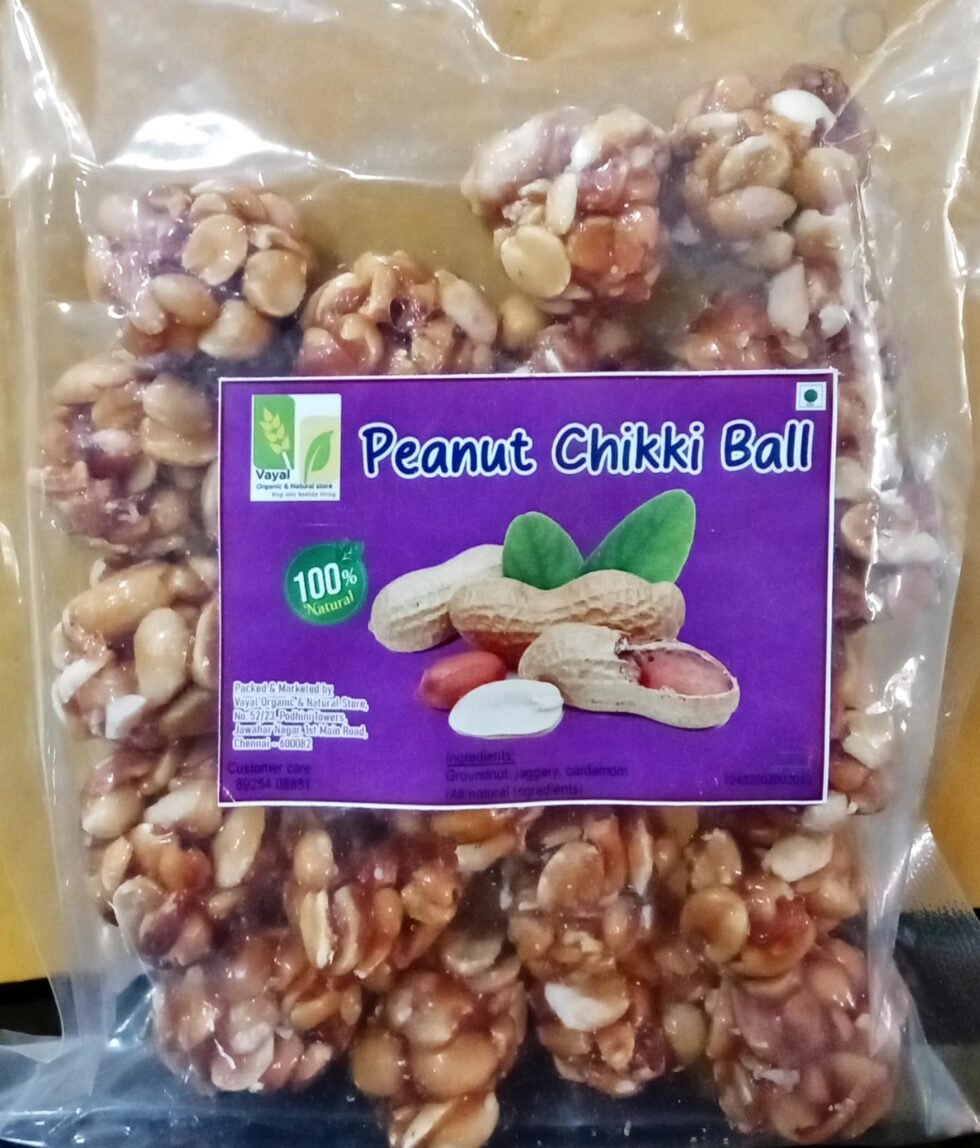 Peanut Chikki Ball
Vayal
Organic & Natural store
100%
Natural
Packed & Marketed by
Vayal Organic & Natural Store,
No. 52/23, Podhini Towers
Jawahar Nagar, 1st Main Road,
Chennai - 600082
Customer care
89254 08881
Ingredients:
Groundnut, jaggery, cardamom
(All natural Ingredients)